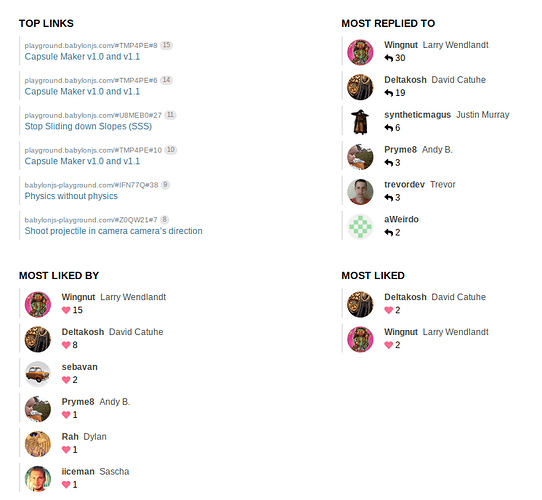 TOP LINKS
playground.babylonjs.com/#TMP4PE#8 15
Capsule Maker v1.0 and v1.1
playground.babylonjs.com/#TMP4PE#6 14
Capsule Maker v1.0 and v1.1
playground.babylonjs.com/#U8MEB0#27 11
Stop Sliding down Slopes (SSS)
playground.babylonjs.com/#TMP4PE#10 10
Capsule Maker v1.0 and v1.1
babylonjs-playground.com/#IFN77Q#38 9
Physics without physics
babylonjs-playground.com/#Z0QW21#7 8
Shoot projectile in camera camera's direction
MOST REPLIED TO
Wingnut Larry Wendlandt
30
Deltakosh David Catuhe
19
syntheticmagus Justin Murray
6
Pryme8 Andy B.
3
trevordev Trevor
3
aWeirdo
2
MOST LIKED BY
Wingnut Larry Wendlandt
15
Deltakosh David Catuhe
8
sebavan
2
Pryme8 Andy B.
1
Rah Dylan
1
iiceman Sascha
1
MOST LIKED
Deltakosh David Catuhe
2
Wingnut Larry Wendlandt
2